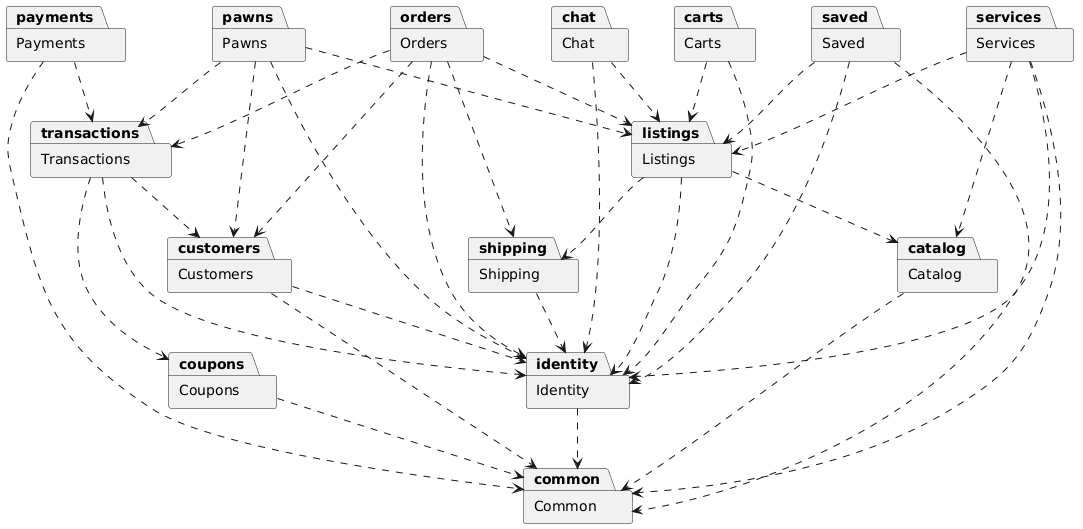 payments
Payments
pawns
Pawns
orders
Orders
chat
Chat
carts
Carts
saved
Saved
services
Services
transactions
Transactions
listings
Listings
customers
Customers
shipping
Shipping
catalog
Catalog
coupons
Coupons
identity
Identity
common
Common